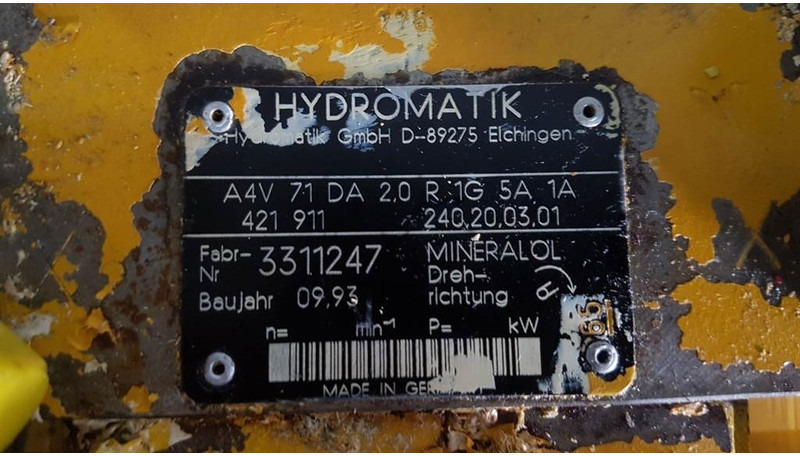 HYDROMATIK
Hydromatik GmbH D-89275 Elchingen
A4V 71 DA 2.0 R 1G 5A 1A
421 911 240.20.03.01
Fabr-Nr 3311247 MINERALÖL
Baujahr 09.93 Dreh-richtung R
n= min-1 P= kW
MADE IN GERMANY